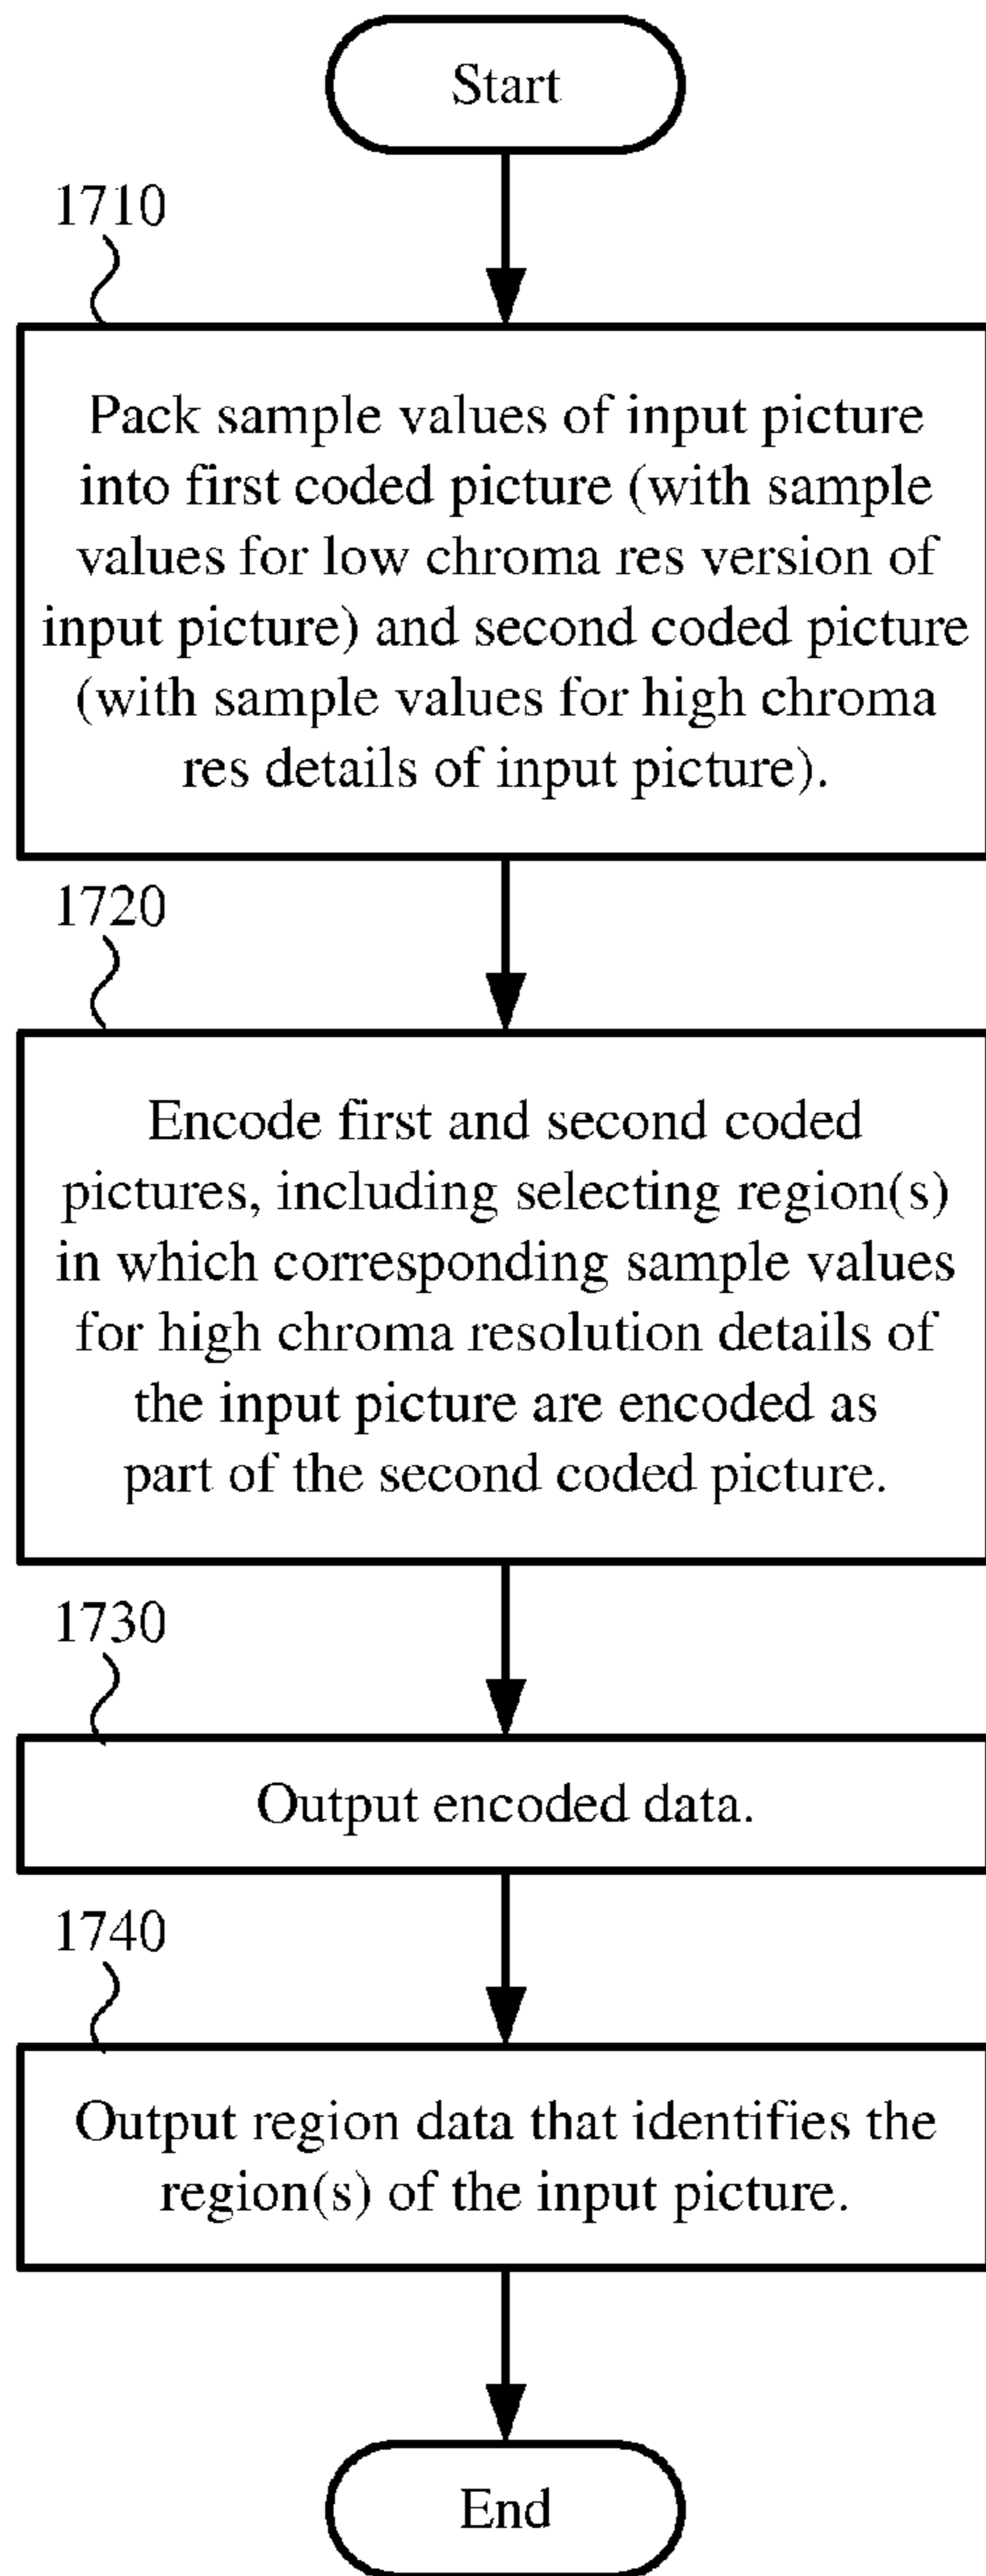 Start
1710
Pack sample values of input picture
into first coded picture (with sample
values for low chroma res version of
input picture) and second coded picture
(with sample values for high chroma
res details of input picture).
1720
Encode first and second coded
pictures, including selecting region(s)
in which corresponding sample values
for high chroma resolution details of
the input picture are encoded as
part of the second coded picture.
1730
Output encoded data.
1740
Output region data that identifies the
region(s) of the input picture.
End